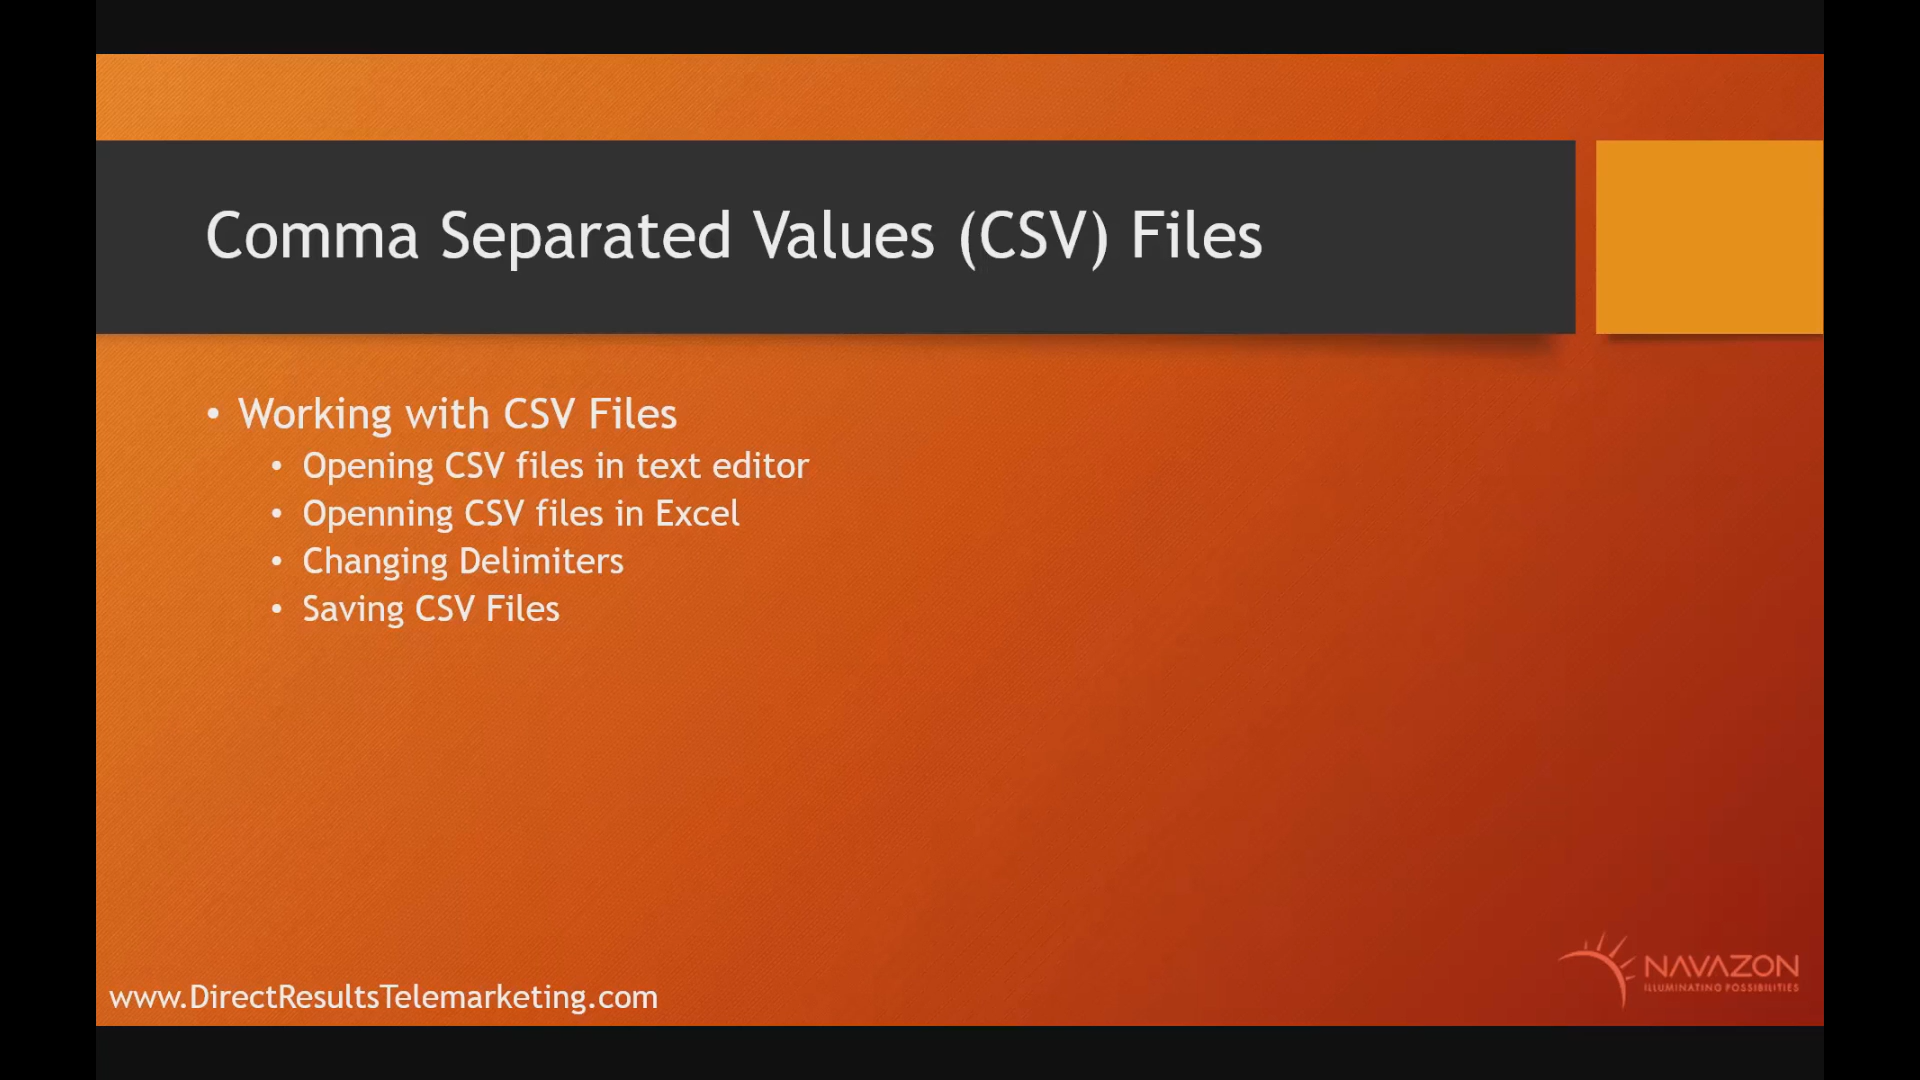 Comma Separated Values (CSV) Files
• Working with CSV Files
• Opening CSV files in text editor
• Openning CSV files in Excel
• Changing Delimiters
• Saving CSV Files
www.DirectResultsTelemarketing.com
NAVAZON
ILLUMINATING POSSIBILITIES